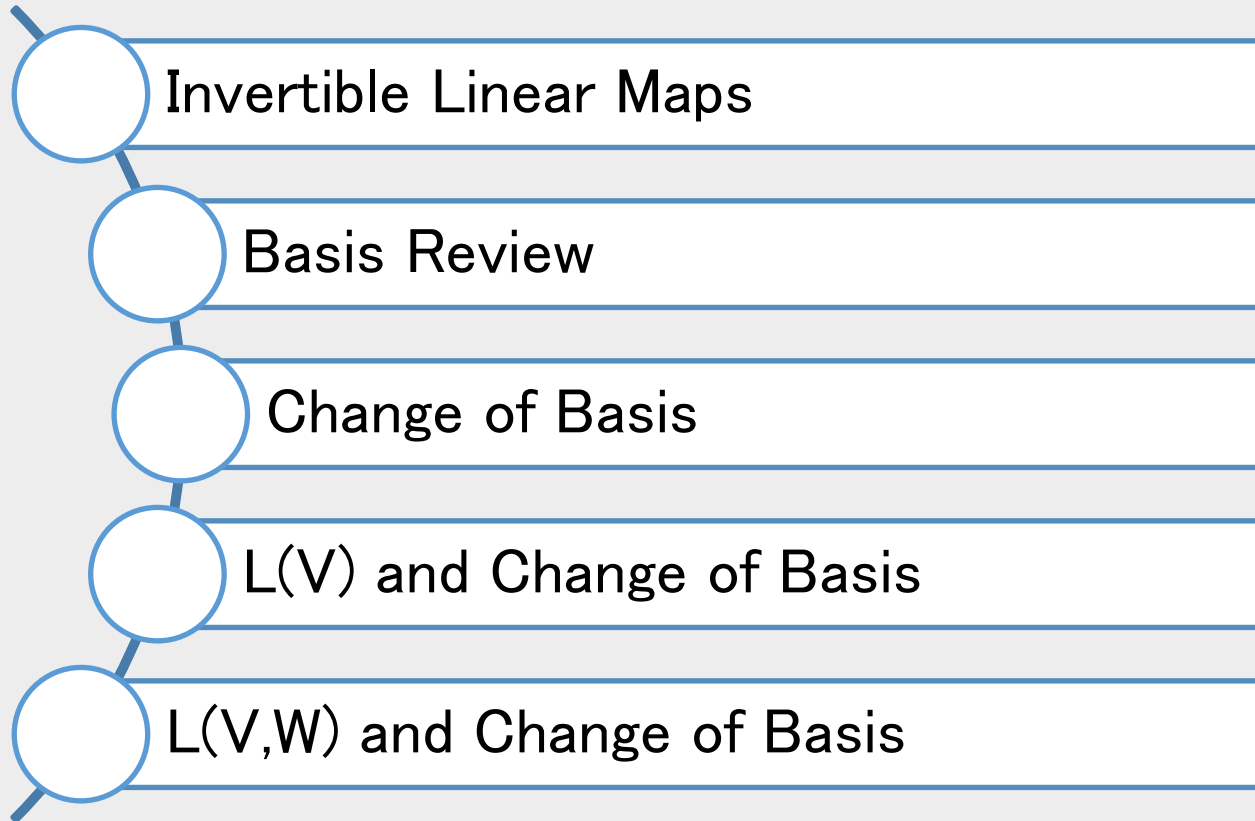 Invertible Linear Maps
Basis Review
Change of Basis
L(V) and Change of Basis
L(V,W) and Change of Basis